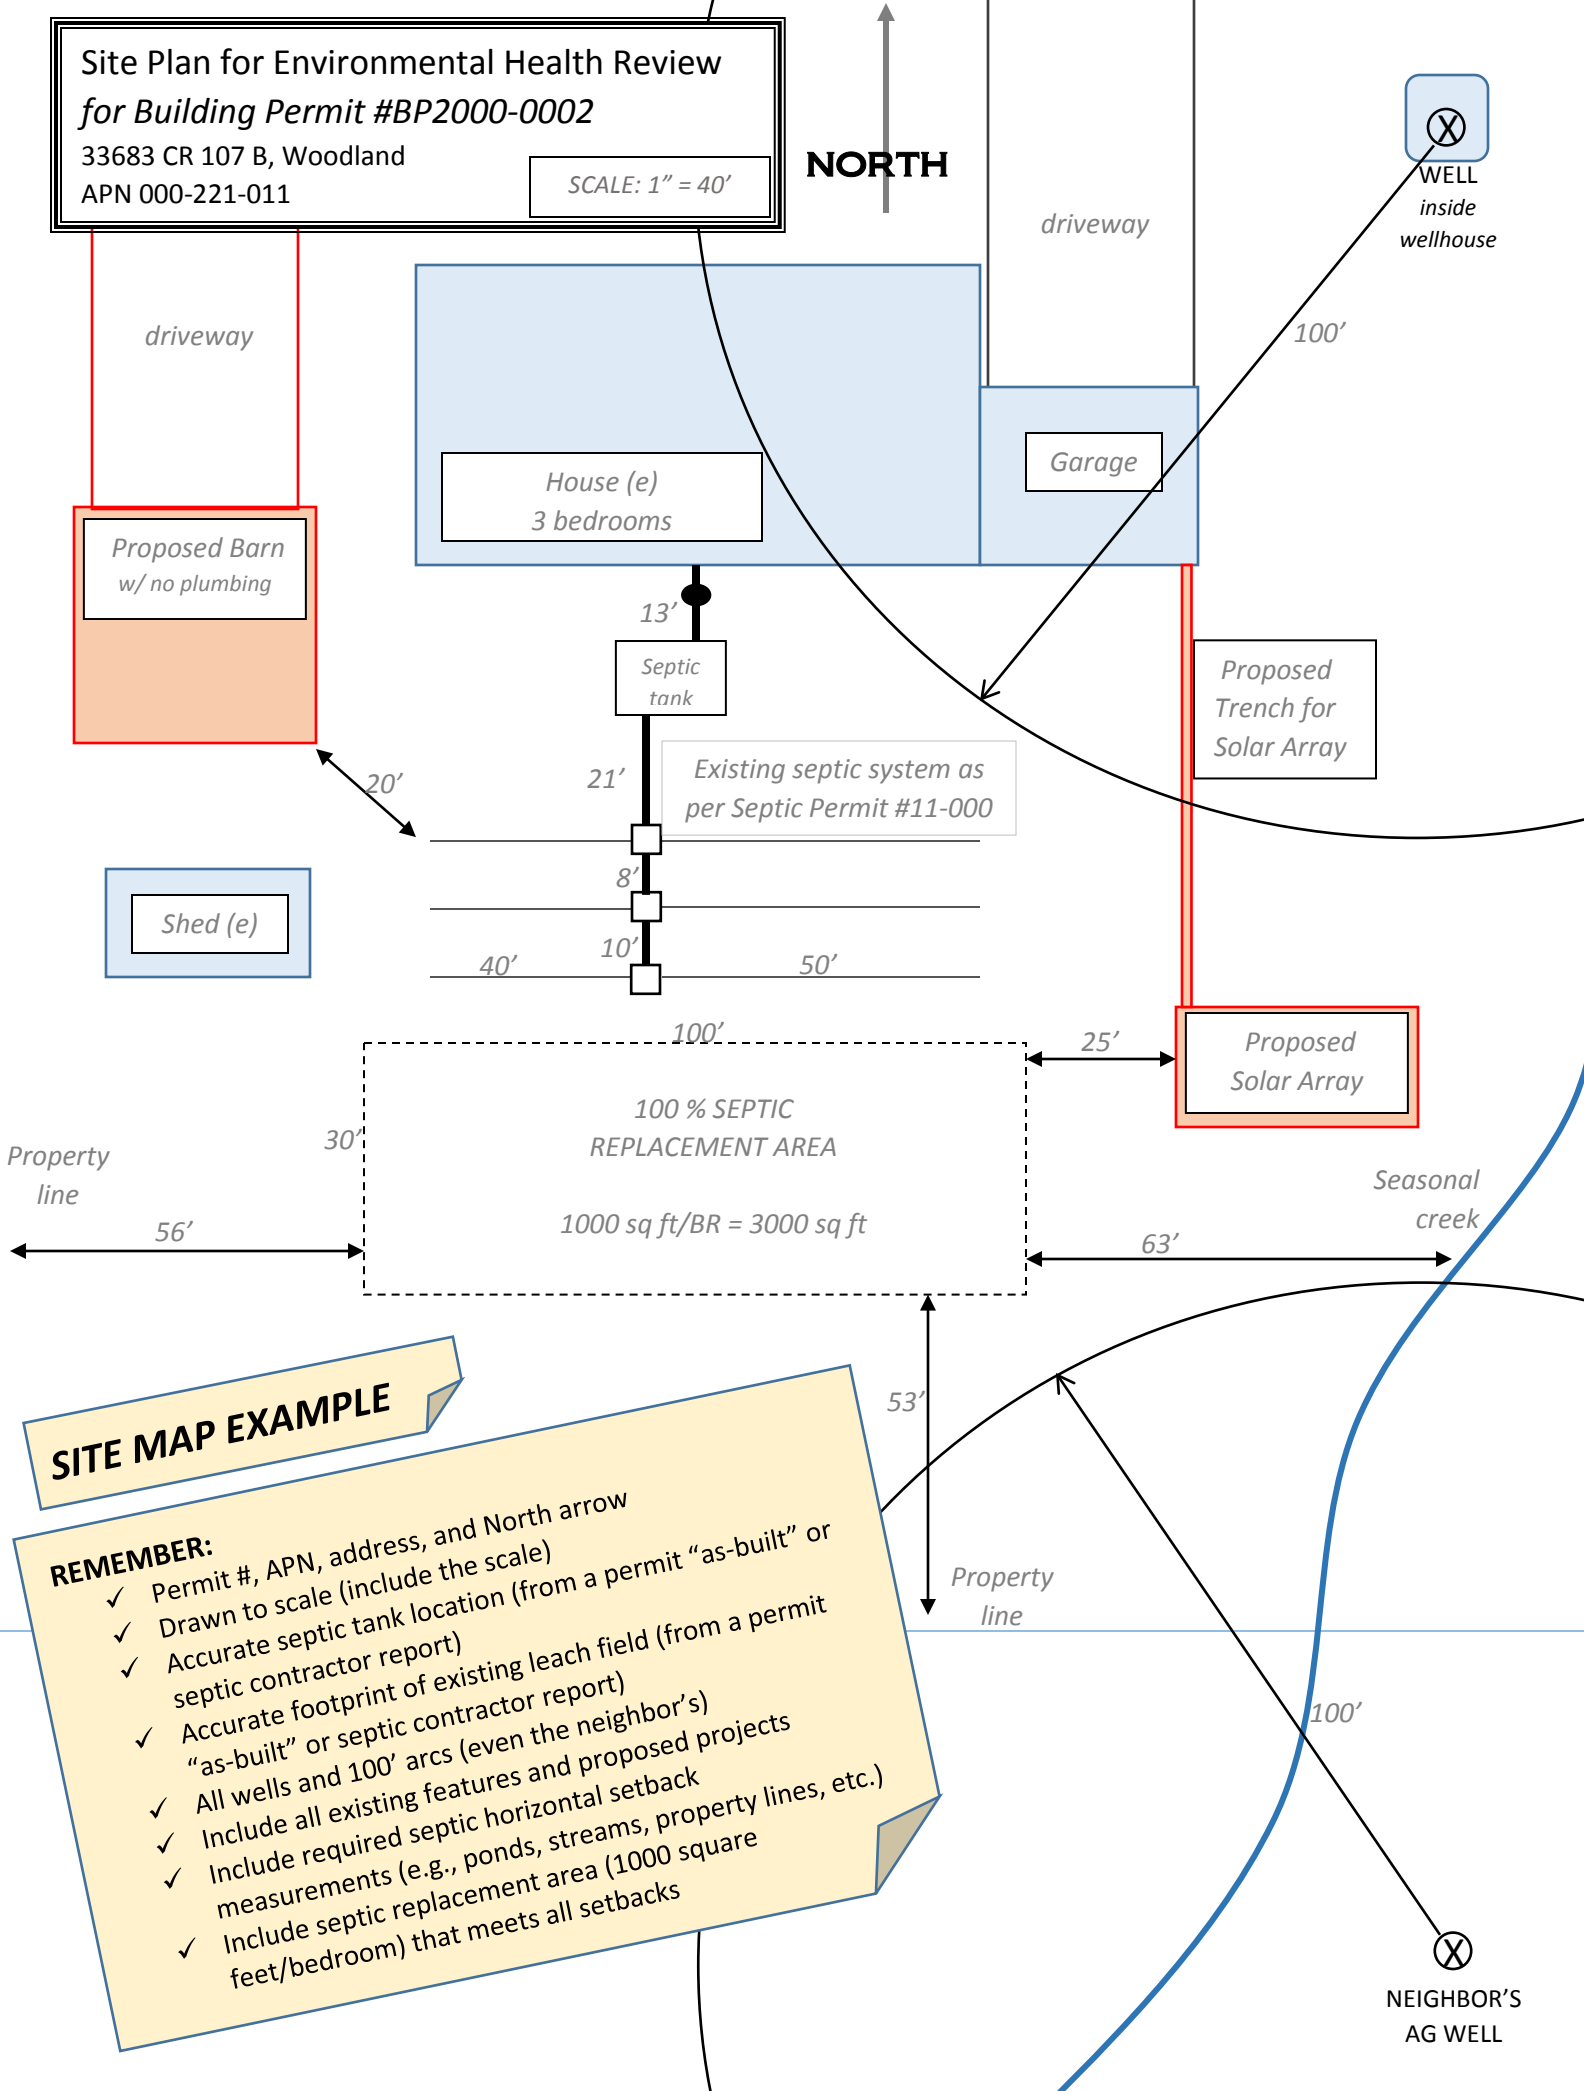 Site Plan for Environmental Health Review
for Building Permit #BP2000-0002
33683 CR 107 B, Woodland
APN 000-221-011
SCALE: 1” = 40’
NORTH
driveway
WELL
inside
wellhouse
100’
driveway
House (e)
3 bedrooms
Garage
Proposed Barn
w/ no plumbing
13’
Septic
tank
Proposed
Trench for
Solar Array
20’
21’
Existing septic system as
per Septic Permit #11-000
8’
Shed (e)
10’
40’
50’
100’
25’
Proposed
Solar Array
100 % SEPTIC
REPLACEMENT AREA
1000 sq ft/BR = 3000 sq ft
30’
Property
line
56’
Seasonal
creek
63’
53’
SITE MAP EXAMPLE
REMEMBER:
✓ Permit #, APN, address, and North arrow
✓ Drawn to scale (include the scale)
✓ Accurate septic tank location (from a permit “as-built” or
septic contractor report)
✓ Accurate footprint of existing leach field (from a permit
“as-built” or septic contractor report)
✓ All wells and 100’ arcs (even the neighbor’s)
✓ Include all existing features and proposed projects
✓ Include required septic horizontal setback
measurements (e.g., ponds, streams, property lines, etc.)
✓ Include septic replacement area (1000 square
feet/bedroom) that meets all setbacks
Property
line
100’
NEIGHBOR’S
AG WELL